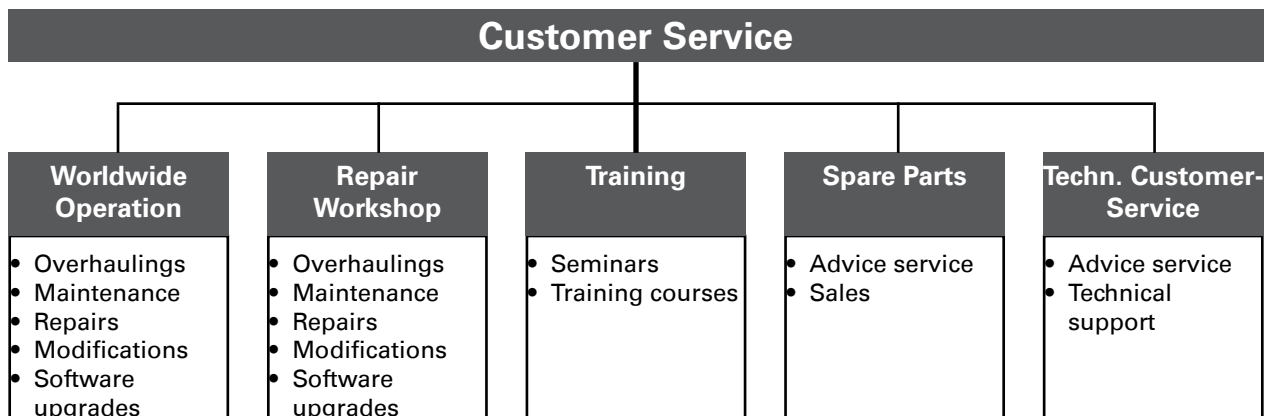 Customer Service
Worldwide
Operation
• Overhaulings
• Maintenance
• Repairs
• Modifications
• Software
upgrades
Repair
Workshop
• Overhaulings
• Maintenance
• Repairs
• Modifications
• Software
upgrades
Training
• Seminars
• Training courses
Spare Parts
• Advice service
• Sales
Techn. Customer-
Service
• Advice service
• Technical
support